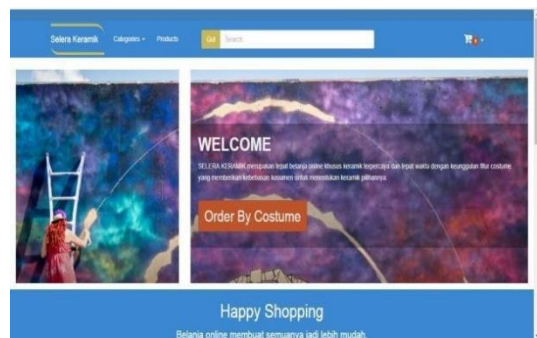 Selera Keramik
Categories
Products
Go!
Search
WELCOME
SELERA KERAMIK merupakan tepat belanja online khusus keramik terpercaya dan tepat waktu dengan keunggulan fitur costume
yang memberikan kebebasan kosumen untuk menentukan keramik pilihannya
Order By Costume
Happy Shopping
Belanja online membuat semuanya jadi lebih mudah.